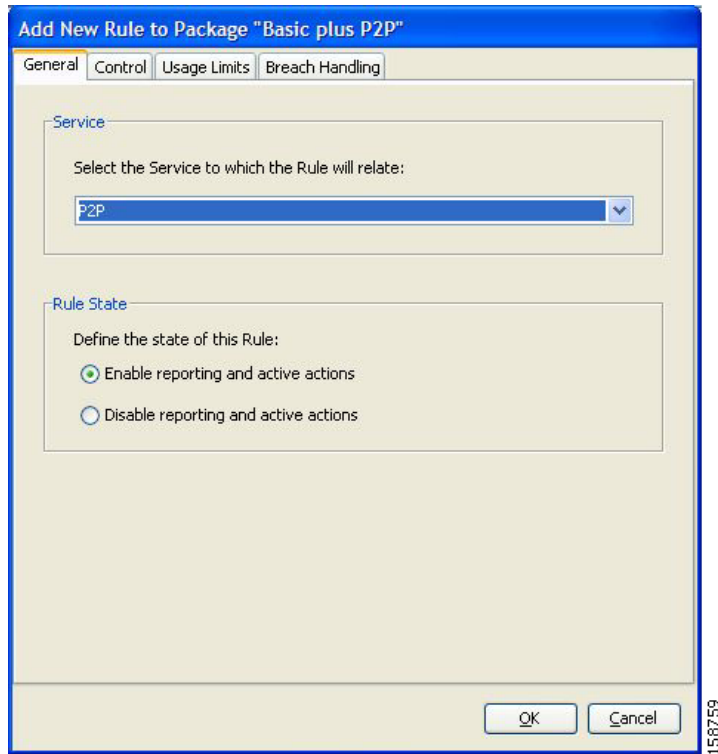 Add New Rule to Package "Basic plus P2P"
General Control Usage Limits Breach Handling
Service
Select the Service to which the Rule will relate:
P2P
Rule State
Define the state of this Rule:
Enable reporting and active actions
Disable reporting and active actions
OK Cancel
158759